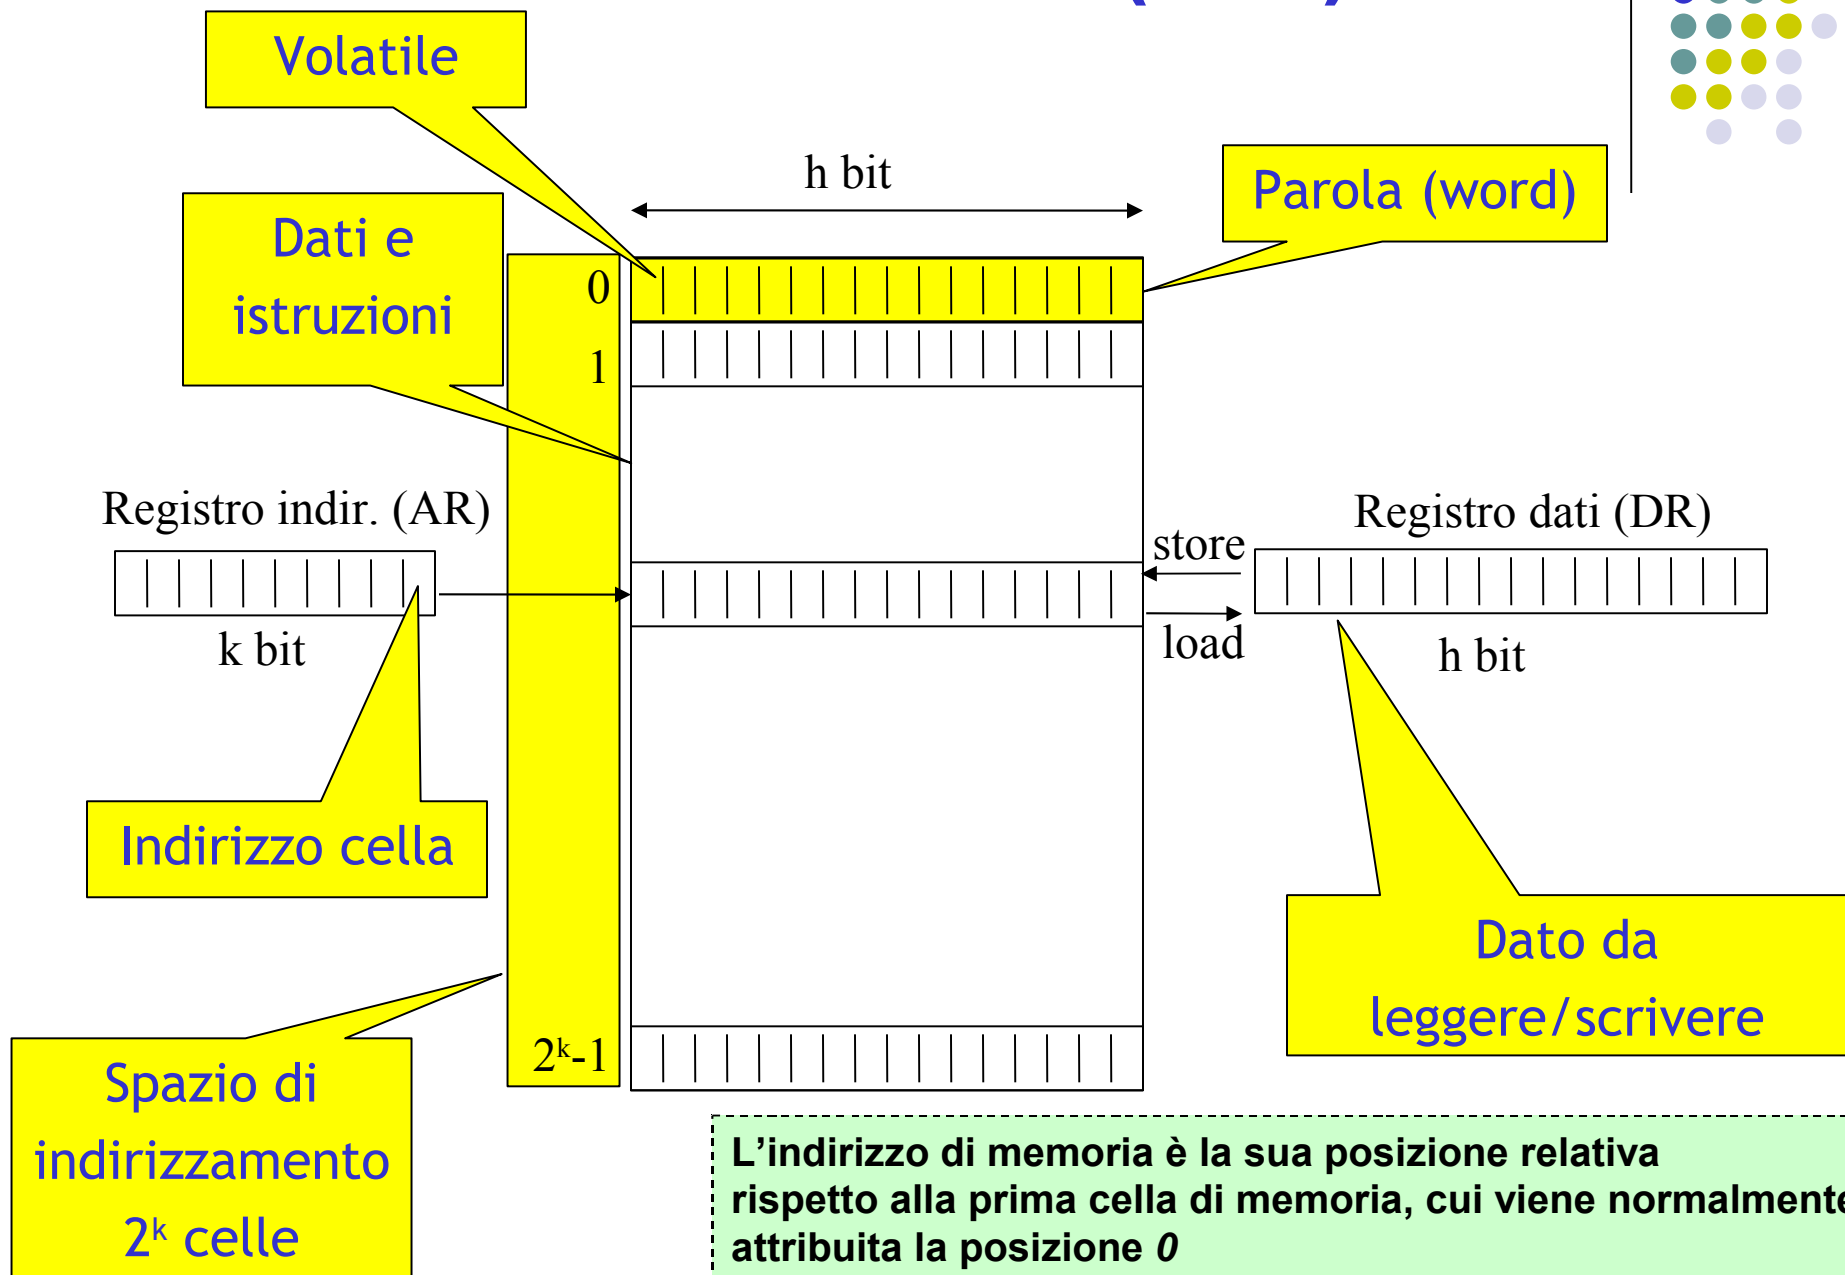 Volatile
h bit
Parola (word)
Dati e
istruzioni
0
1
Registro indir. (AR)
Registro dati (DR)
store
load
k bit
h bit
Indirizzo cella
Dato da
leggere/scrivere
2ᵏ-1
Spazio di
indirizzamento
2ᵏ celle
L’indirizzo di memoria è la sua posizione relativa
rispetto alla prima cella di memoria, cui viene normalmente
attribuita la posizione 0